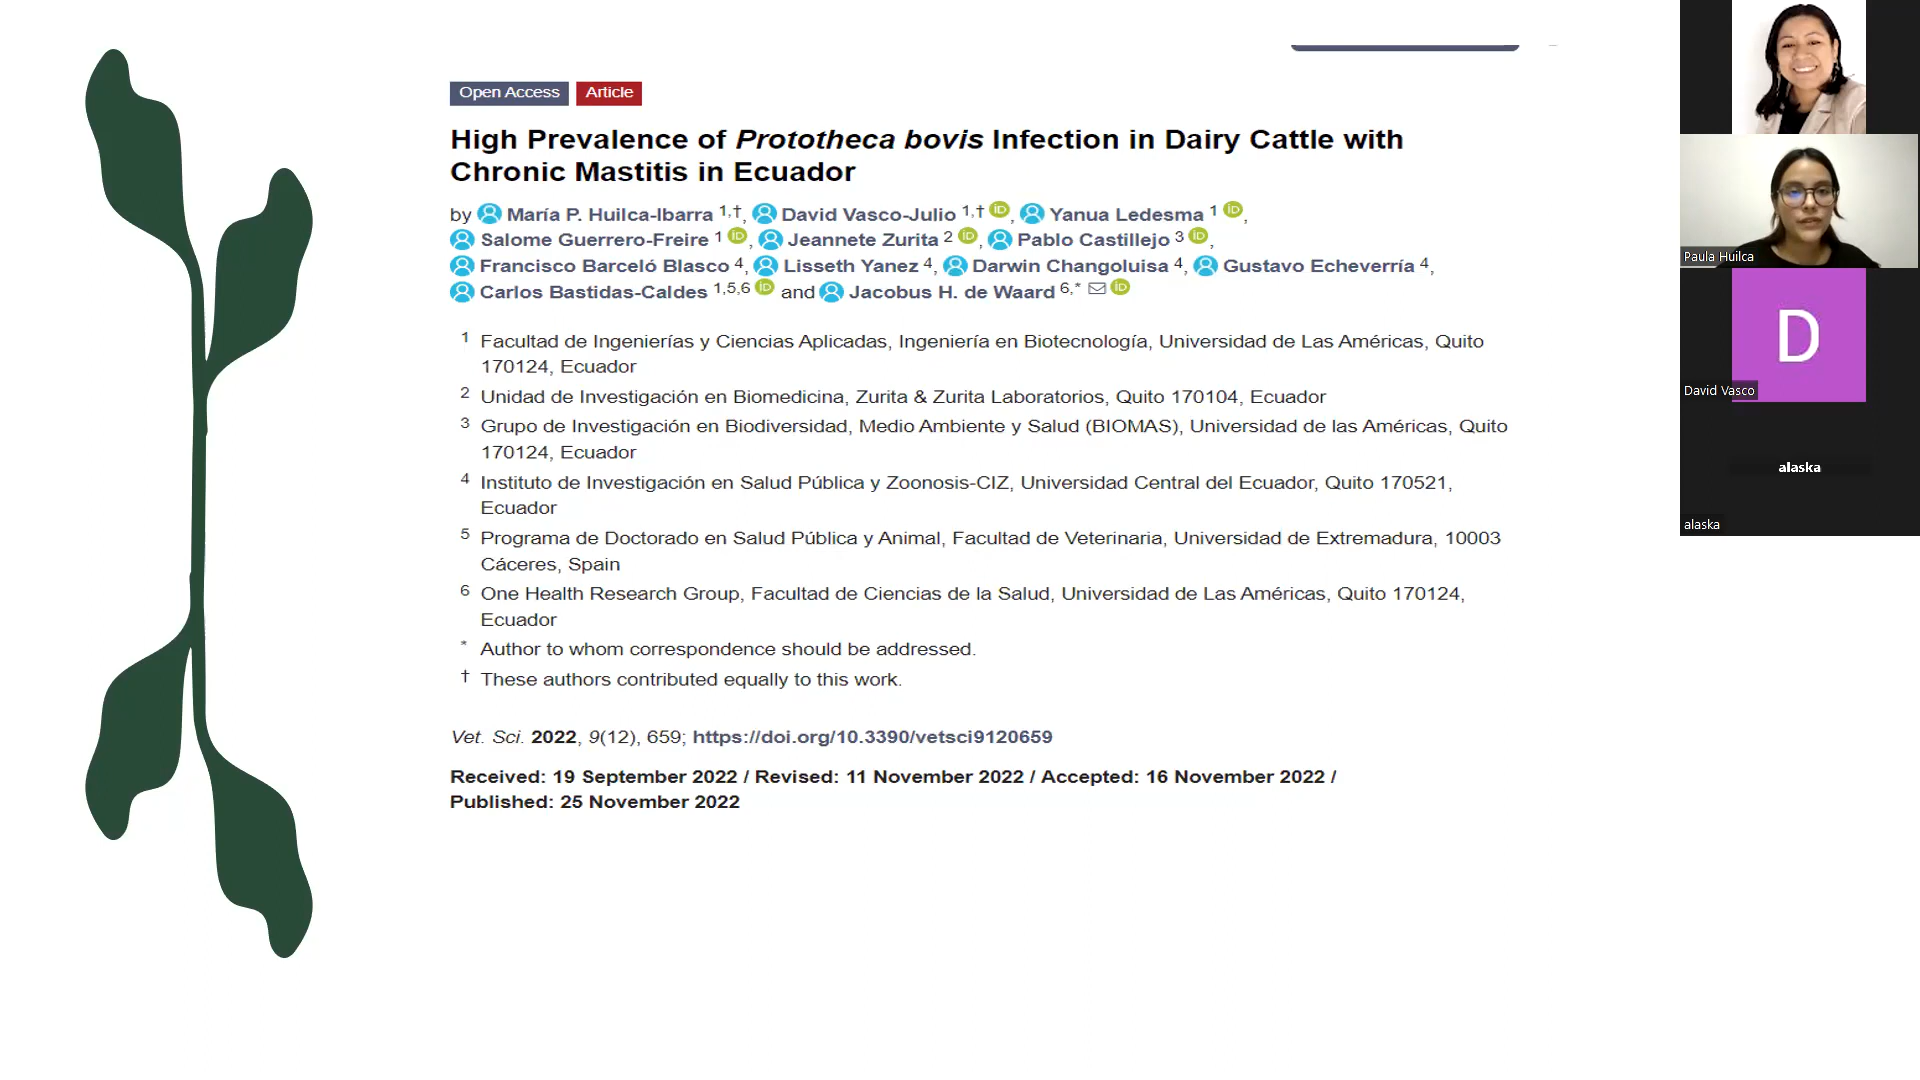 Open Access Article
High Prevalence of Prototheca bovis Infection in Dairy Cattle with
Chronic Mastitis in Ecuador
by María P. Huilca-Ibarra 1,†, David Vasco-Julio 1,† iD, Yanua Ledesma 1 iD,
Salome Guerrero-Freire 1 iD, Jeannete Zurita 2 iD, Pablo Castillejo 3 iD,
Francisco Barceló Blasco 4, Lisseth Yanez 4, Darwin Changoluisa 4, Gustavo Echeverría 4,
Carlos Bastidas-Caldes 1,5,6 iD and Jacobus H. de Waard 6,* iD
1 Facultad de Ingenierías y Ciencias Aplicadas, Ingeniería en Biotecnología, Universidad de Las Américas, Quito
170124, Ecuador
2 Unidad de Investigación en Biomedicina, Zurita & Zurita Laboratorios, Quito 170104, Ecuador
3 Grupo de Investigación en Biodiversidad, Medio Ambiente y Salud (BIOMAS), Universidad de las Américas, Quito
170124, Ecuador
4 Instituto de Investigación en Salud Pública y Zoonosis-CIZ, Universidad Central del Ecuador, Quito 170521,
Ecuador
5 Programa de Doctorado en Salud Pública y Animal, Facultad de Veterinaria, Universidad de Extremadura, 10003
Cáceres, Spain
6 One Health Research Group, Facultad de Ciencias de la Salud, Universidad de Las Américas, Quito 170124,
Ecuador
* Author to whom correspondence should be addressed.
† These authors contributed equally to this work.
Vet. Sci. 2022, 9(12), 659; https://doi.org/10.3390/vetsci9120659
Received: 19 September 2022 / Revised: 11 November 2022 / Accepted: 16 November 2022 /
Published: 25 November 2022
Paula Huilca
D
David Vasco
alaska
alaska